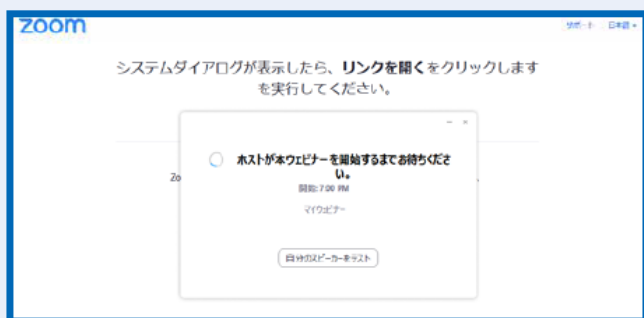 zoom
サポート 日本語
システムダイアログが表示したら、リンクを開くをクリックします
を実行してください。
ホストが本ウェビナーを開始するまでお待ちくださ
い。
Zo
開始: 7:00 PM
マイウェビナー
自分のスピーカーをテスト